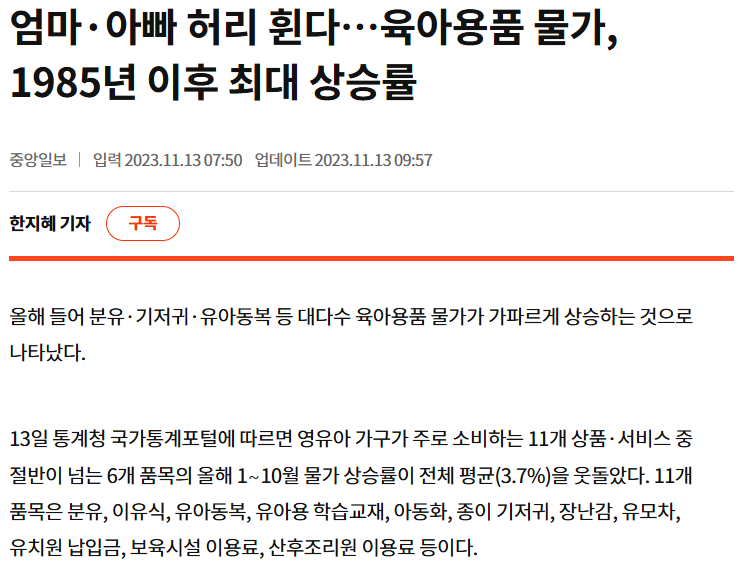 엄마·아빠 허리 휜다…육아용품 물가,
1985년 이후 최대 상승률
중앙일보 | 입력 2023.11.13 07:50 업데이트 2023.11.13 09:57
한지혜 기자 구독
올해 들어 분유·기저귀·유아동복 등 대다수 육아용품 물가가 가파르게 상승하는 것으로
나타났다.
13일 통계청 국가통계포털에 따르면 영유아 가구가 주로 소비하는 11개 상품·서비스 중
절반이 넘는 6개 품목의 올해 1~10월 물가 상승률이 전체 평균(3.7%)을 웃돌았다. 11개
품목은 분유, 이유식, 유아동복, 유아용 학습교재, 아동화, 종이 기저귀, 장난감, 유모차,
유치원 납입금, 보육시설 이용료, 산후조리원 이용료 등이다.